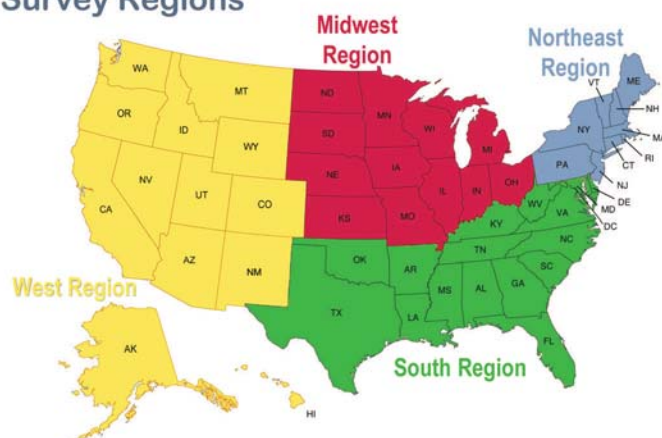 Survey Regions
Midwest
Region
Northeast
Region
West Region
South Region
WA
MT
ND
MN
OR
ID
WY
SD
WI
MI
NV
UT
CO
NE
IA
IL
IN
OH
CA
AZ
NM
KS
MO
OK
AR
TX
LA
MS
AL
GA
FL
TN
KY
WV
VA
NC
SC
PA
NY
VT
ME
NH
RI
CT
NJ
DE
MD
DC
AK
HI